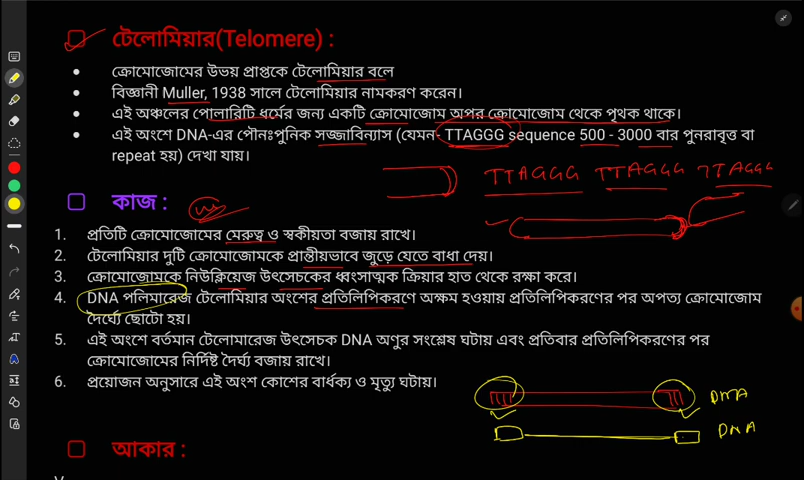 টেলোমিয়ার(Telomere) :
• ক্রোমোজোমের উভয় প্রান্তকে টেলোমিয়ার বলে
• বিজ্ঞানী Muller, 1938 সালে টেলোমিয়ার নামকরণ করেন।
• এই অঞ্চলের পোলারিটি ধর্মের জন্য একটি ক্রোমোজোম অপর ক্রোমোজোম থেকে পৃথক থাকে।
• এই অংশে DNA-এর পৌনঃপুনিক সজ্জাবিন্যাস (যেমন- TTAGGG sequence 500 - 3000 বার পুনরাবৃত্ত বা
repeat হয়) দেখা যায়।
TTAGGG TTAGGG TTAGGG
কাজ :
1. প্রতিটি ক্রোমোজোমের মেরুত্ব ও স্বকীয়তা বজায় রাখে।
2. টেলোমিয়ার দুটি ক্রোমোজোমকে প্রান্তীয়ভাবে জুড়ে যেতে বাধা দেয়।
3. ক্রোমোজোমকে নিউক্লিয়েজ উৎসেচকের ধ্বংসাত্মক ক্রিয়ার হাত থেকে রক্ষা করে।
4. DNA পলিমারেজ টেলোমিয়ার অংশের প্রতিলিপিকরণে অক্ষম হওয়ায় প্রতিলিপিকরণের পর অপত্য ক্রোমোজোম
দৈর্ঘ্যে ছোটো হয়।
5. এই অংশে বর্তমান টেলোমারেজ উৎসেচক DNA অণুর সংশ্লেষ ঘটায় এবং প্রতিবার প্রতিলিপিকরণের পর
ক্রোমোজোমের নির্দিষ্ট দৈর্ঘ্য বজায় রাখে।
6. প্রয়োজন অনুসারে এই অংশ কোশের বার্ধক্য ও মৃত্যু ঘটায়।
DNA
DNA
আকার :